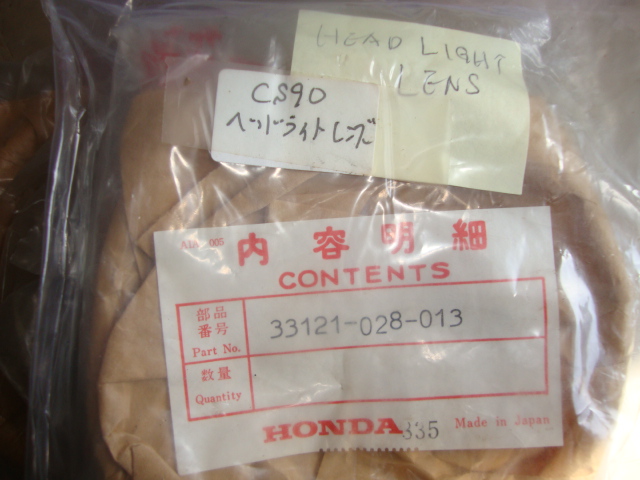 HEAD LIGHT
LENS
CS90
ヘッドライトレンズ
005
内容明細
CONTENTS
部品
番号
Part No.
33121-028-013
数量
Quantity
HONDA
335
Made in Japan